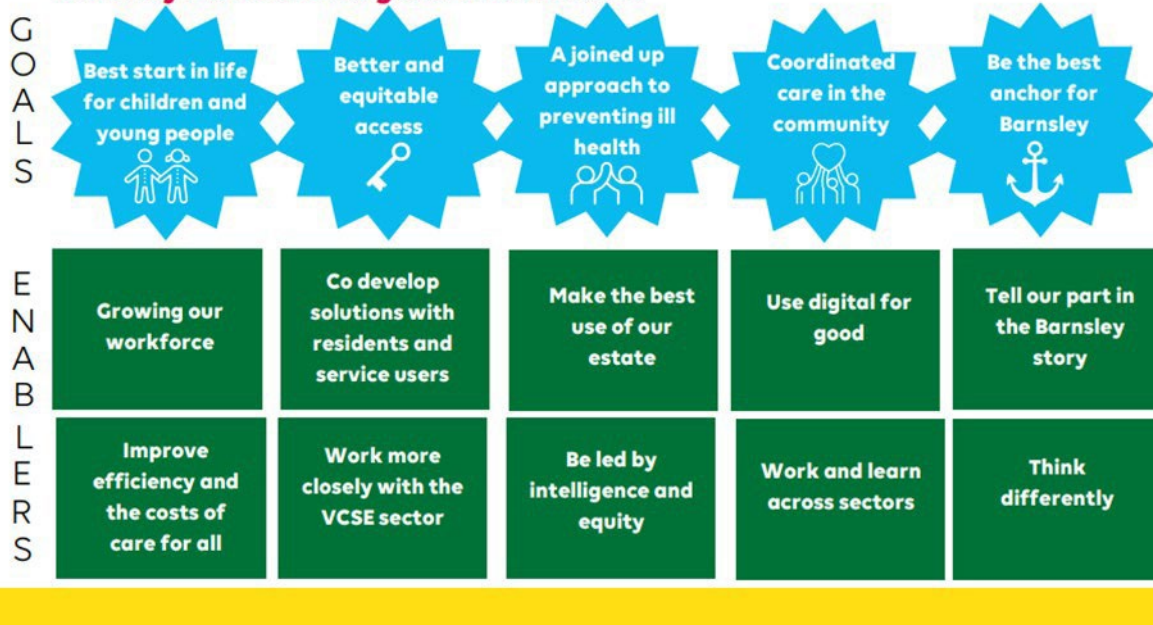 GOALS
Best start in life
for children and
young people
Better and
equitable
access
A joined up
approach to
preventing ill
health
Coordinated
care in the
community
Be the best
anchor for
Barnsley
ENABLERS
Growing our
workforce
Co develop
solutions with
residents and
service users
Make the best
use of our
estate
Use digital for
good
Tell our part in
the Barnsley
story
Improve
efficiency and
the costs of
care for all
Work more
closely with the
VCSE sector
Be led by
intelligence and
equity
Work and learn
across sectors
Think
differently